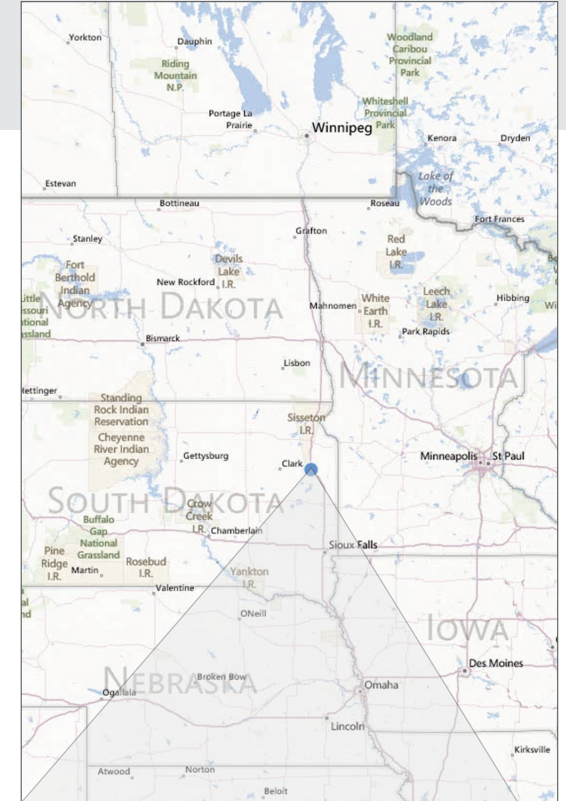 Yorkton
Dauphin
Woodland
Caribou
Provincial
Park
Riding
Mountain
N.P.
Portage La
Prairie
Winnipeg
Whiteshell
Provincial
Park
Kenora
Dryden
Estevan
Lake of
the
Woods
Bottineau
Roseau
Fort Frances
Stanley
Grafton
Red
Lake
I.R.
Fort
Berthold
Indian
Agency
Devils
Lake
I.R.
New Rockford
Leech
Lake
I.R.
Hibbing
White
Earth
I.R.
Mahnomen
NORTH DAKOTA
Park Rapids
Bismarck
Lisbon
MINNESOTA
Standing
Rock Indian
Reservation
Cheyenne
River Indian
Agency
Sisseton
I.R.
Gettysburg
Clark
Minneapolis
St Paul
SOUTH DAKOTA
Crow
Creek
I.R.
Chamberlain
Buffalo
Gap
National
Grassland
Sioux Falls
Pine
Ridge
I.R.
Martin
Rosebud
I.R.
Yankton
I.R.
Valentine
ONeill
IOWA
Des Moines
NEBRASKA
Broken Bow
Ogallala
Omaha
Lincoln
Kirksville
Atwood
Norton
Beloit